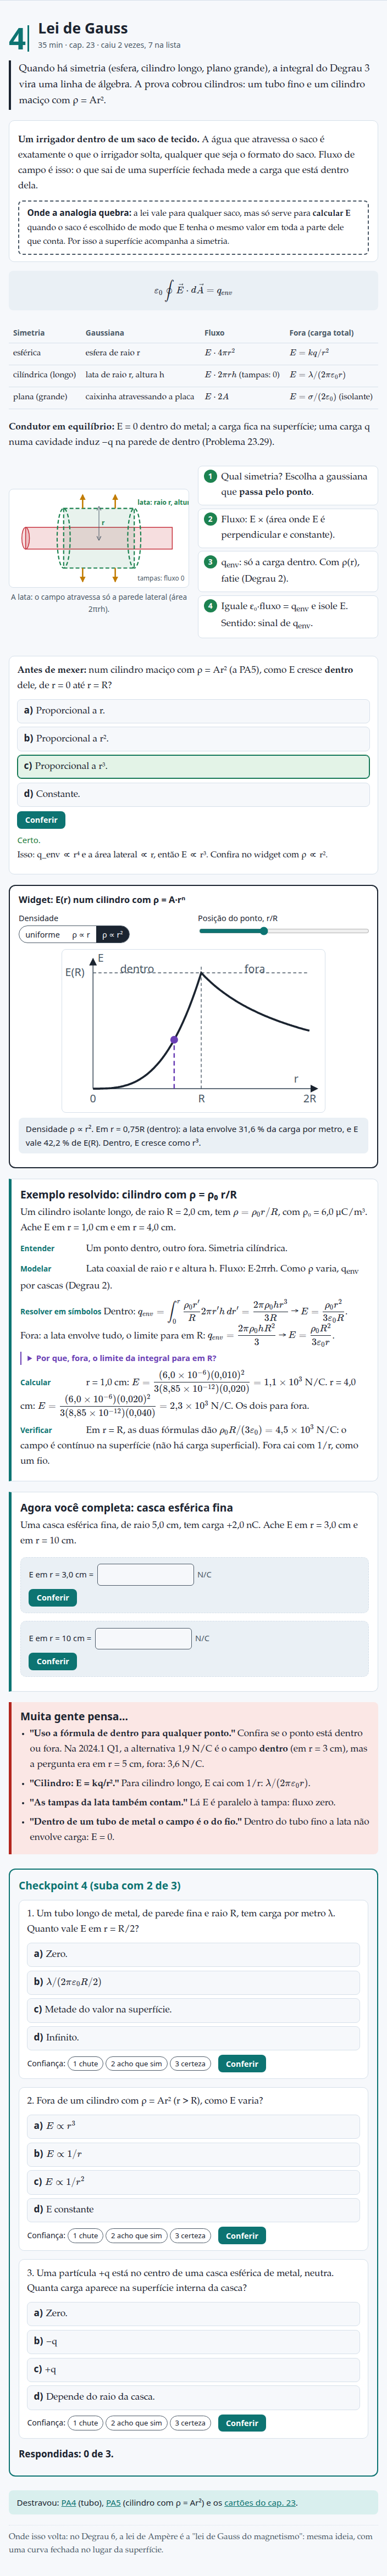 4 Lei de Gauss
35 min · cap. 23 · caiu 2 vezes, 7 na lista
Quando há simetria (esfera, cilindro longo, plano grande), a integral do Degrau 3
vira uma linha de álgebra. A prova cobrou cilindros: um tubo fino e um cilindro
maciço com ρ = Ar².
Um irrigador dentro de um saco de tecido. A água que atravessa o saco é
exatamente o que o irrigador solta, qualquer que seja o formato do saco. Fluxo de
campo é isso: o que sai de uma superfície fechada mede a carga que está dentro
dela.
Onde a analogia quebra: a lei vale para qualquer saco, mas só serve para calcular E
quando o saco é escolhido de modo que E tenha o mesmo valor em toda a parte dele
que conta. Por isso a superfície acompanha a simetria.
ε₀ ∮ E⃗ · dA⃗ = q_env
Simetria Gaussiana Fluxo Fora (carga total)
esférica esfera de raio r E · 4πr² E = kq/r²
cilíndrica (longo) lata de raio r, altura h E · 2πrh (tampas: 0) E = λ/(2πε₀r)
plana (grande) caixinha atravessando a placa E · 2A E = σ/(2ε₀) (isolante)
Condutor em equilíbrio: E = 0 dentro do metal; a carga fica na superfície; uma carga q
numa cavidade induz −q na parede de dentro (Problema 23.29).
lata: raio r, altur
r
tampas: fluxo 0
A lata: o campo atravessa só a parede lateral (área
2πrh).
1 Qual simetria? Escolha a gaussiana
que passa pelo ponto.
2 Fluxo: E × (área onde E é
perpendicular e constante).
3 q_env: só a carga dentro. Com ρ(r),
fatie (Degrau 2).
4 Iguale ε₀·fluxo = q_env e isole E.
Sentido: sinal de q_env.
Antes de mexer: num cilindro maciço com ρ = Ar² (a PA5), como E cresce dentro
dele, de r = 0 até r = R?
a) Proporcional a r.
b) Proporcional a r².
c) Proporcional a r³.
d) Constante.
Conferir
Certo.
Isso: q_env ∝ r⁴ e a área lateral ∝ r, então E ∝ r³. Confira no widget com ρ ∝ r².
Widget: E(r) num cilindro com ρ = A·rⁿ
Densidade
uniforme ρ ∝ r ρ ∝ r²
Posição do ponto, r/R
E
E(R)
dentro
fora
r
0 R 2R
Densidade ρ ∝ r². Em r = 0,75R (dentro): a lata envolve 31,6 % da carga por metro, e E
vale 42,2 % de E(R). Dentro, E cresce como r³.
Exemplo resolvido: cilindro com ρ = ρ₀ r/R
Um cilindro isolante longo, de raio R = 2,0 cm, tem ρ = ρ₀r/R, com ρ₀ = 6,0 µC/m³.
Ache E em r = 1,0 cm e em r = 4,0 cm.
Entender Um ponto dentro, outro fora. Simetria cilíndrica.
Modelar Lata coaxial de raio r e altura h. Fluxo: E·2πrh. Como ρ varia, q_env
por cascas (Degrau 2).
Resolver em símbolos Dentro: q_env = ∫₀^r (ρ₀r′/R) 2πr′h dr′ = 2πρ₀hr³/(3R) → E = ρ₀r²/(3ε₀R).
Fora: a lata envolve tudo, o limite para em R: q_env = 2πρ₀hR²/3 → E = ρ₀R²/(3ε₀r).
▸ Por que, fora, o limite da integral para em R?
Calcular r = 1,0 cm: E = (6,0 × 10⁻⁶)(0,010)²/(3(8,85 × 10⁻¹²)(0,020)) = 1,1 × 10³ N/C. r = 4,0
cm: E = (6,0 × 10⁻⁶)(0,020)²/(3(8,85 × 10⁻¹²)(0,040)) = 2,3 × 10³ N/C. Os dois para fora.
Verificar Em r = R, as duas fórmulas dão ρ₀R/(3ε₀) = 4,5 × 10³ N/C: o
campo é contínuo na superfície (não há carga superficial). Fora cai com 1/r, como
um fio.
Agora você completa: casca esférica fina
Uma casca esférica fina, de raio 5,0 cm, tem carga +2,0 nC. Ache E em r = 3,0 cm e
em r = 10 cm.
E em r = 3,0 cm = N/C
Conferir
E em r = 10 cm = N/C
Conferir
Muita gente pensa...
• "Uso a fórmula de dentro para qualquer ponto." Confira se o ponto está dentro
ou fora. Na 2024.1 Q1, a alternativa 1,9 N/C é o campo dentro (em r = 3 cm), mas
a pergunta era em r = 5 cm, fora: 3,6 N/C.
• "Cilindro: E = kq/r²." Para cilindro longo, E cai com 1/r: λ/(2πε₀r).
• "As tampas da lata também contam." Lá E é paralelo à tampa: fluxo zero.
• "Dentro de um tubo de metal o campo é o do fio." Dentro do tubo fino a lata não
envolve carga: E = 0.
Checkpoint 4 (suba com 2 de 3)
1. Um tubo longo de metal, de parede fina e raio R, tem carga por metro λ.
Quanto vale E em r = R/2?
a) Zero.
b) λ/(2πε₀R/2)
c) Metade do valor na superfície.
d) Infinito.
Confiança: 1 chute 2 acho que sim 3 certeza Conferir
2. Fora de um cilindro com ρ = Ar² (r > R), como E varia?
a) E ∝ r³
b) E ∝ 1/r
c) E ∝ 1/r²
d) E constante
Confiança: 1 chute 2 acho que sim 3 certeza Conferir
3. Uma partícula +q está no centro de uma casca esférica de metal, neutra.
Quanta carga aparece na superfície interna da casca?
a) Zero.
b) −q
c) +q
d) Depende do raio da casca.
Confiança: 1 chute 2 acho que sim 3 certeza Conferir
Respondidas: 0 de 3.
Destravou: PA4 (tubo), PA5 (cilindro com ρ = Ar²) e os cartões do cap. 23.
Onde isso volta: no Degrau 6, a lei de Ampère é a "lei de Gauss do magnetismo": mesma ideia, com
uma curva fechada no lugar da superfície.